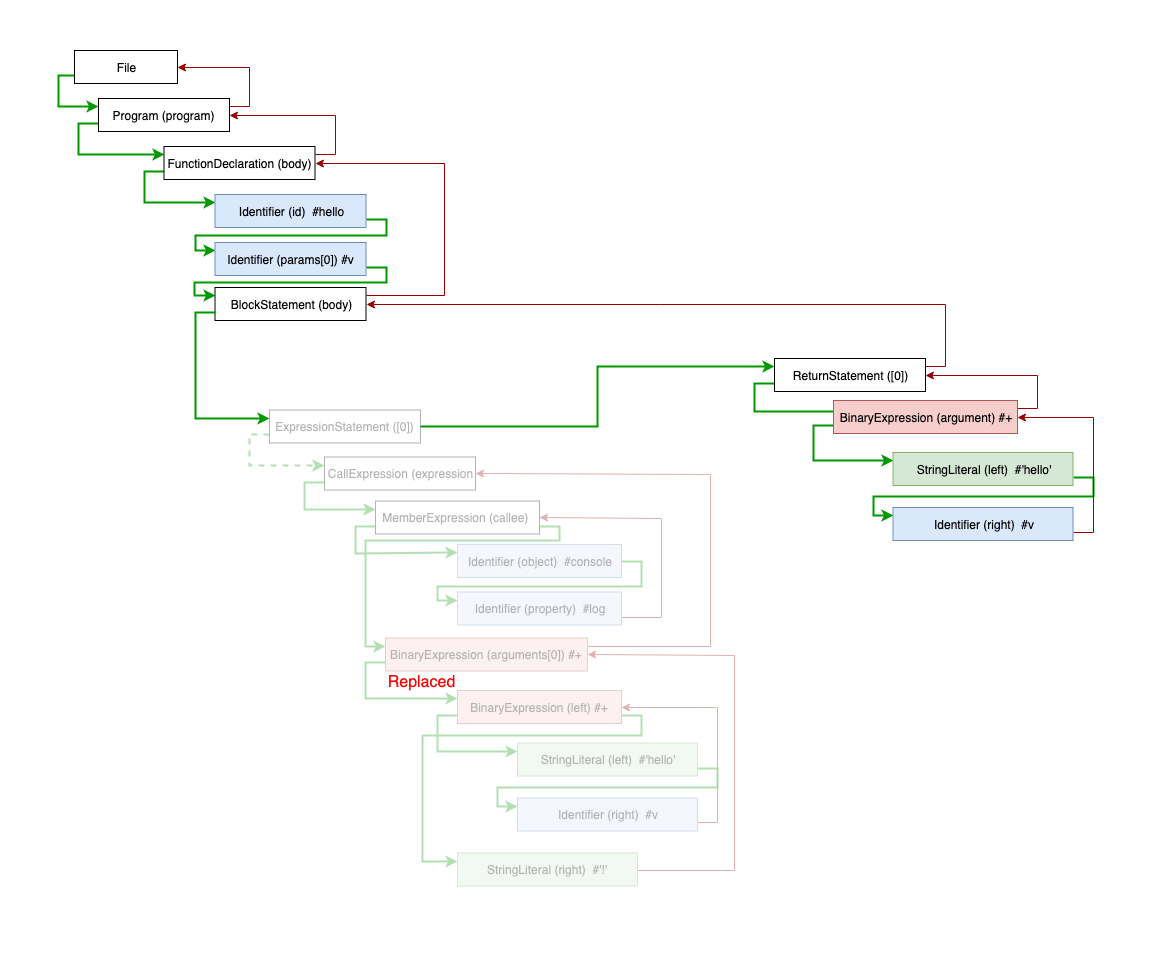 File
Program (program)
FunctionDeclaration (body)
Identifier (id)  #hello
Identifier (params[0]) #v
BlockStatement (body)
ReturnStatement ([0])
BinaryExpression (argument) #+
ExpressionStatement ([0])
StringLiteral (left)  #'hello'
CallExpression (expression
MemberExpression (callee)
Identifier (right)  #v
Identifier (object)  #console
Identifier (property)  #log
BinaryExpression (arguments[0]) #+
Replaced
BinaryExpression (left) #+
StringLiteral (left)  #'hello'
Identifier (right)  #v
StringLiteral (right)  #'!'